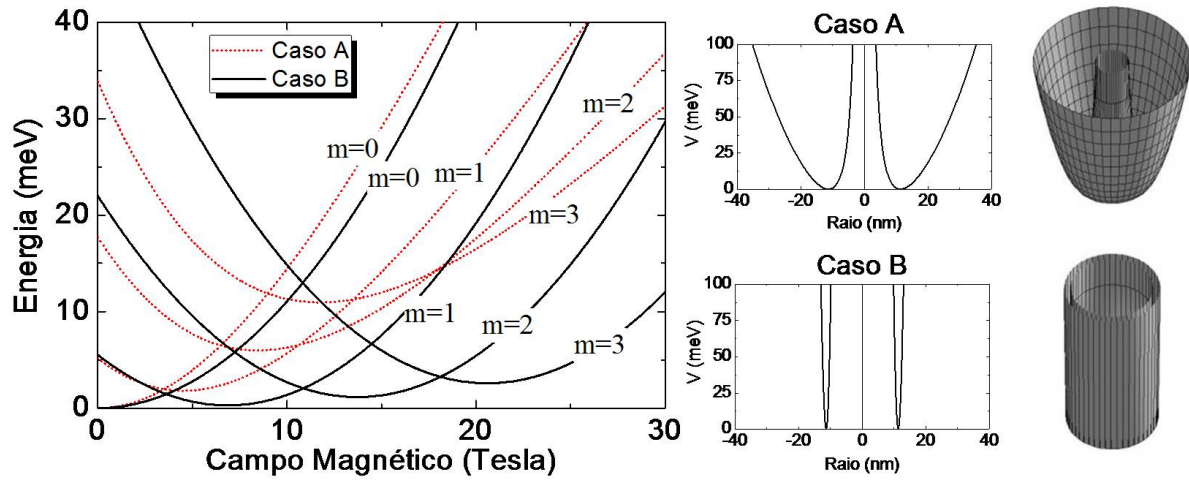 40
30
20
10
0
Energia (meV)
0
10
20
30
Campo Magnético (Tesla)
Caso A
Caso B
m=0
m=0
m=1
m=2
m=3
m=1
m=2
m=3
Caso A
100
75
50
25
0
V (meV)
-40 -20 0 20 40
Raio (nm)
Caso B
100
75
50
25
0
V (meV)
-40 -20 0 20 40
Raio (nm)